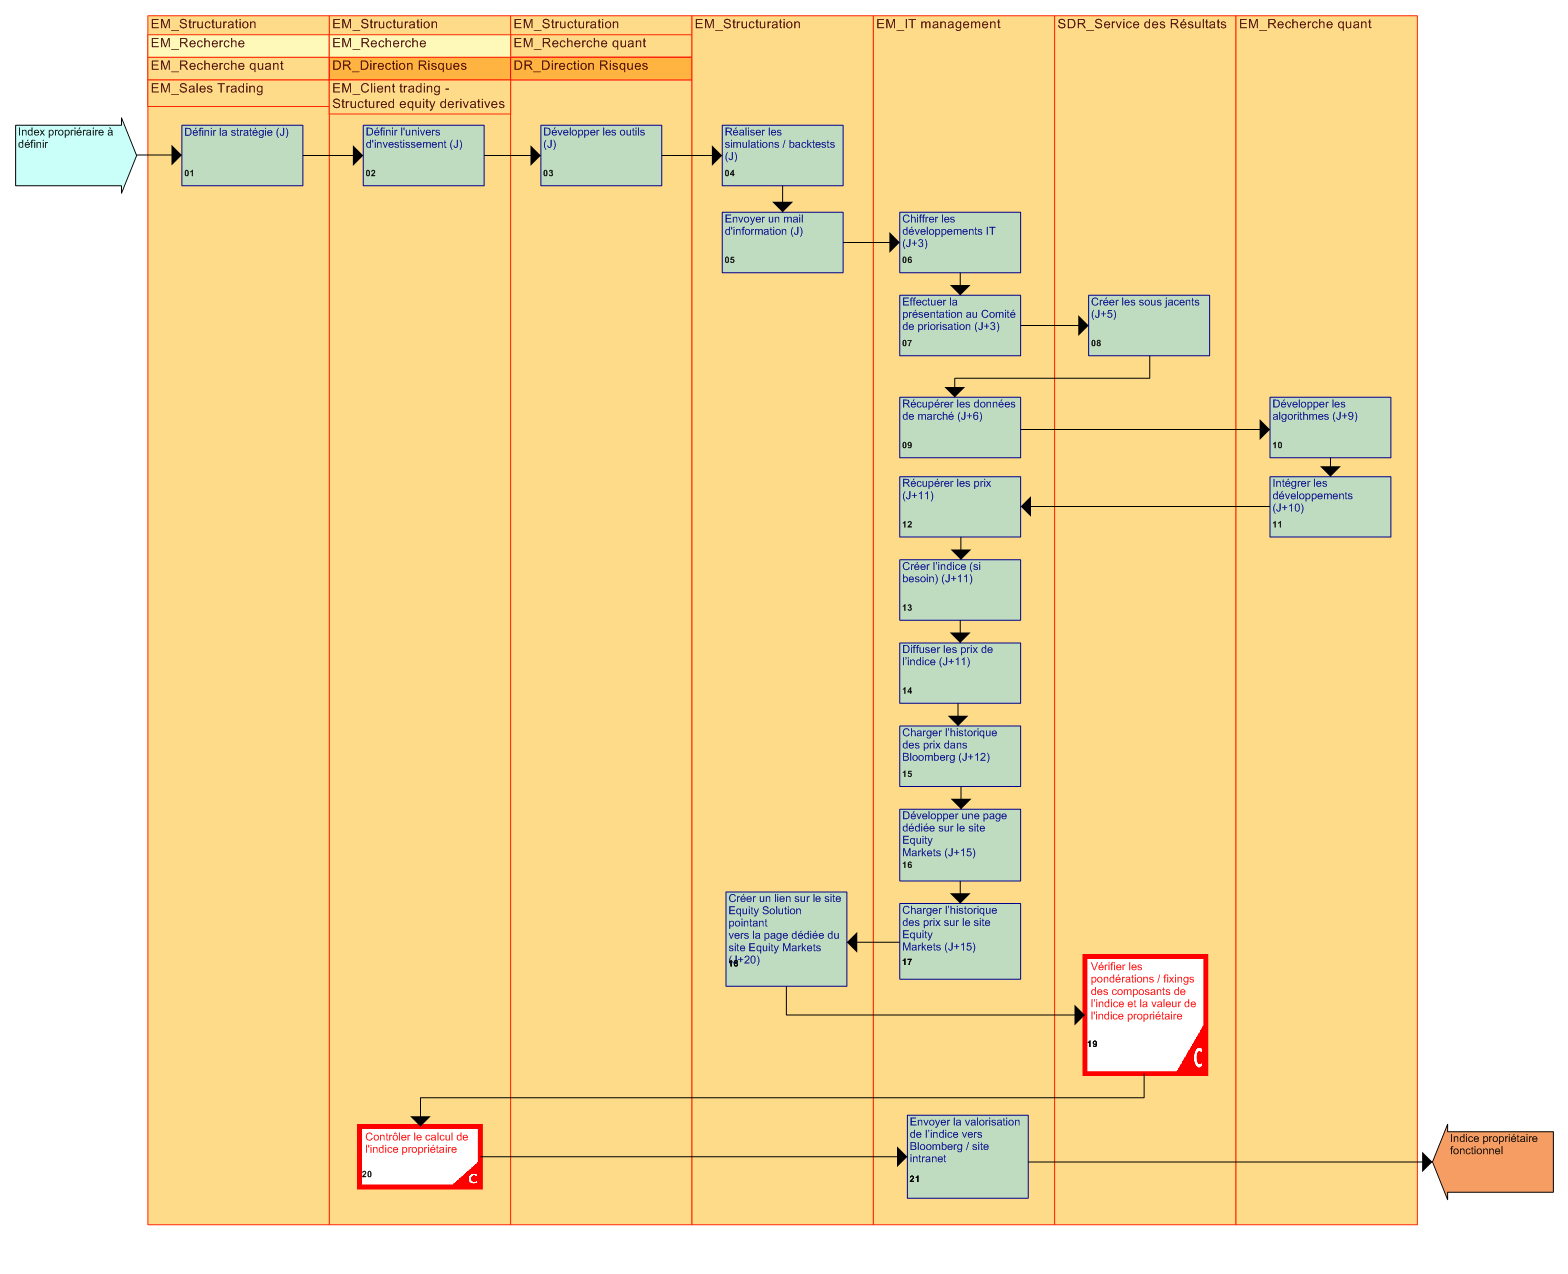 EM_Structuration
EM_Recherche
EM_Recherche quant
EM_Sales Trading
EM_Structuration
EM_Recherche
DR_Direction Risques
EM_Client trading -
Structured equity derivatives
EM_Structuration
EM_Recherche quant
DR_Direction Risques
EM_Structuration
EM_IT management
SDR_Service des Résultats
EM_Recherche quant
Index propriéraire à
définir
Définir la stratégie (J)
01
Définir l'univers
d'investissement (J)
02
Développer les outils
(J)
03
Réaliser les
simulations / backtests
(J)
04
Envoyer un mail
d'information (J)
05
Chiffrer les
développements IT
(J+3)
06
Effectuer la
présentation au Comité
de priorisation (J+3)
07
Créer les sous jacents
(J+5)
08
Récupérer les données
de marché (J+6)
09
Développer les
algorithmes (J+9)
10
Intégrer les
développements
(J+10)
11
Récupérer les prix
(J+11)
12
Créer l'indice (si
besoin) (J+11)
13
Diffuser les prix de
l'indice (J+11)
14
Charger l'historique
des prix dans
Bloomberg (J+12)
15
Développer une page
dédiée sur le site
Equity
Markets (J+15)
16
Charger l'historique
des prix sur le site
Equity
Markets (J+15)
17
Créer un lien sur le site
Equity Solution
pointant
vers la page dédiée du
site Equity Markets
(J+20)
Vérifier les
pondérations / fixings
des composants de
l'indice et la valeur de
l'indice propriétaire
19
C
Contrôler le calcul de
l'indice propriétaire
20
C
Envoyer la valorisation
de l'indice vers
Bloomberg / site
intranet
21
Indice propriétaire
fonctionnel